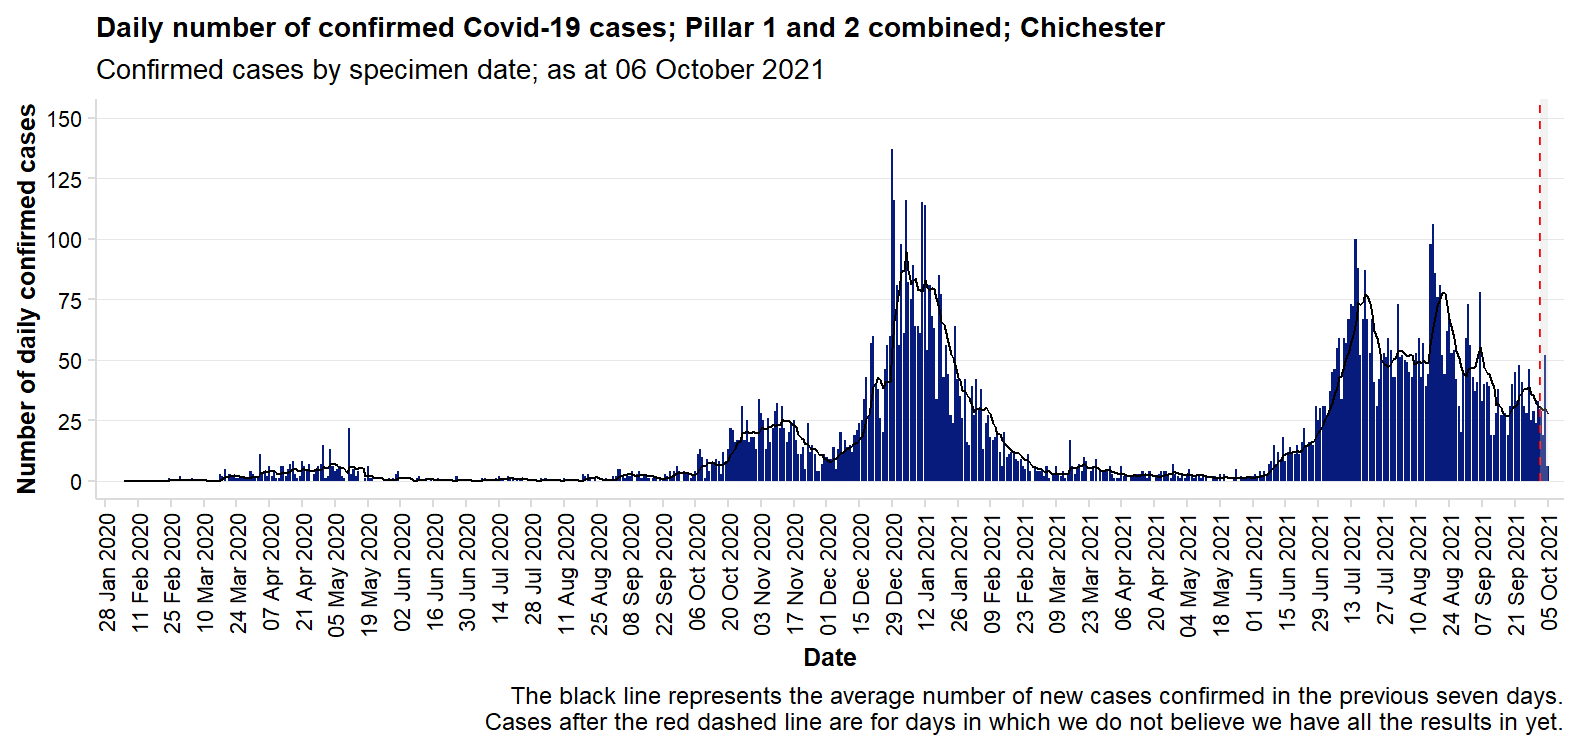 Daily number of confirmed Covid-19 cases; Pillar 1 and 2 combined; Chichester
Confirmed cases by specimen date; as at 06 October 2021
Number of daily confirmed cases
150
125
100
75
50
25
0
28 Jan 2020
11 Feb 2020
25 Feb 2020
10 Mar 2020
24 Mar 2020
07 Apr 2020
21 Apr 2020
05 May 2020
19 May 2020
02 Jun 2020
16 Jun 2020
30 Jun 2020
14 Jul 2020
28 Jul 2020
11 Aug 2020
25 Aug 2020
08 Sep 2020
22 Sep 2020
06 Oct 2020
20 Oct 2020
03 Nov 2020
17 Nov 2020
01 Dec 2020
15 Dec 2020
29 Dec 2020
12 Jan 2021
26 Jan 2021
09 Feb 2021
23 Feb 2021
09 Mar 2021
23 Mar 2021
06 Apr 2021
20 Apr 2021
04 May 2021
18 May 2021
01 Jun 2021
15 Jun 2021
29 Jun 2021
13 Jul 2021
27 Jul 2021
10 Aug 2021
24 Aug 2021
07 Sep 2021
21 Sep 2021
05 Oct 2021
Date
The black line represents the average number of new cases confirmed in the previous seven days.
Cases after the red dashed line are for days in which we do not believe we have all the results in yet.